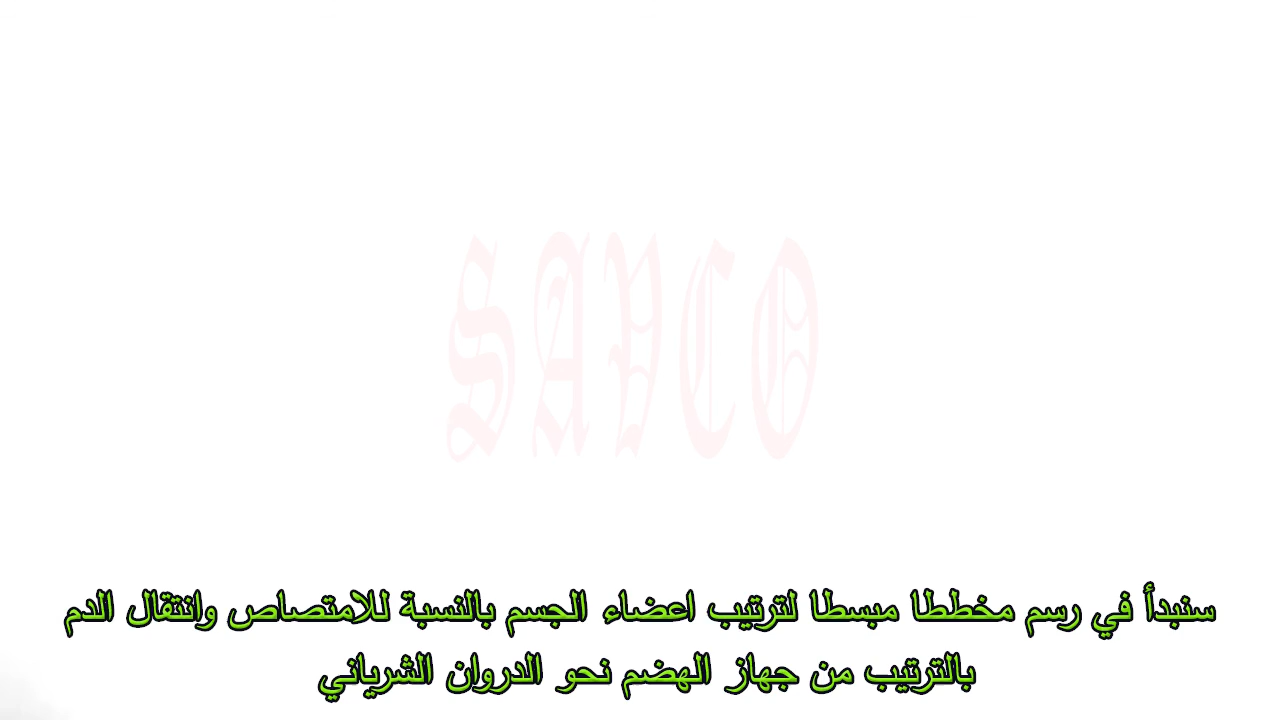 SAYCO
سنبدأ في رسم مخططا مبسطا لترتيب اعضاء الجسم بالنسبة للامتصاص وانتقال الدم
بالترتيب من جهاز الهضم نحو الدروان الشرياني